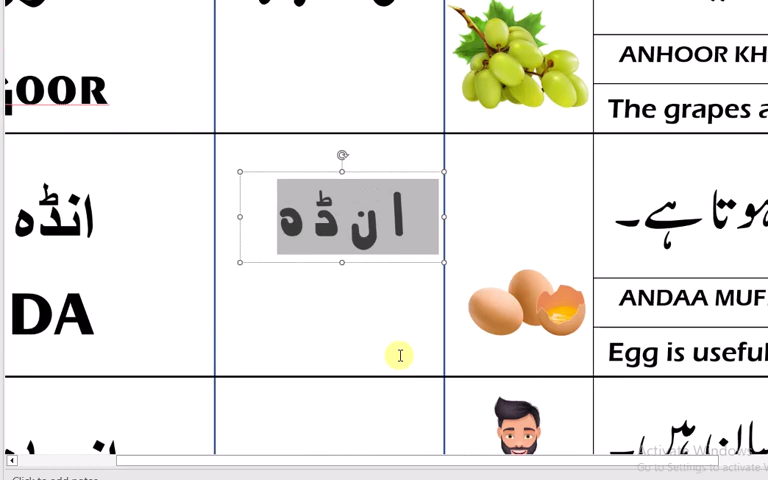 ANHOOR KH
OOR
The grapes a
انڈہ
ا ن ڈ ہ
ہوتا ہے۔
DA
ANDAA MUF
Egg is useful
Activate Windows
Go to Settings to activate W
Click to add notes